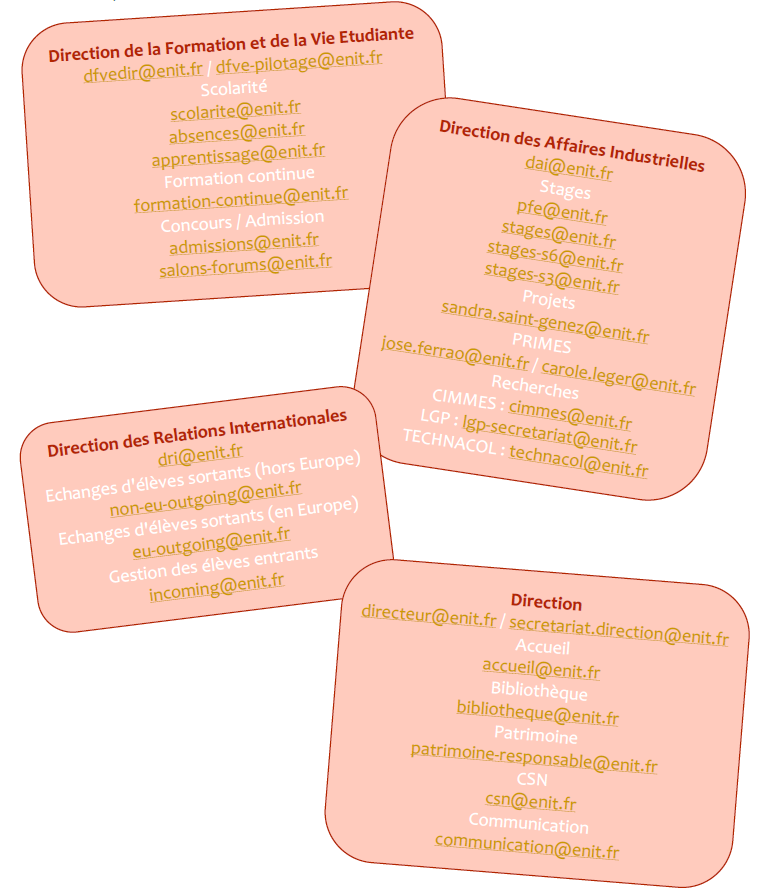 Direction de la Formation et de la Vie Etudiante
dfvedir@enit.fr / dfve-pilotage@enit.fr
Scolarité
scolarite@enit.fr
absences@enit.fr
apprentissage@enit.fr
Formation continue
formation-continue@enit.fr
Concours / Admission
admissions@enit.fr
salons-forums@enit.fr
Direction des Affaires Industrielles
dai@enit.fr
Stages
pfe@enit.fr
stages@enit.fr
stages-s6@enit.fr
stages-s3@enit.fr
Projets
sandra.saint-genez@enit.fr
PRIMES
jose.ferrao@enit.fr / carole.leger@enit.fr
Recherches
CIMMES : cimmes@enit.fr
LGP : lgp-secretariat@enit.fr
TECHNACOL : technacol@enit.fr
Direction des Relations Internationales
dri@enit.fr
Echanges d'élèves sortants (hors Europe)
non-eu-outgoing@enit.fr
Echanges d'élèves sortants (en Europe)
eu-outgoing@enit.fr
Gestion des élèves entrants
incoming@enit.fr
Direction
directeur@enit.fr / secretariat.direction@enit.fr
Accueil
accueil@enit.fr
Bibliothèque
bibliotheque@enit.fr
Patrimoine
patrimoine-responsable@enit.fr
CSN
csn@enit.fr
Communication
communication@enit.fr